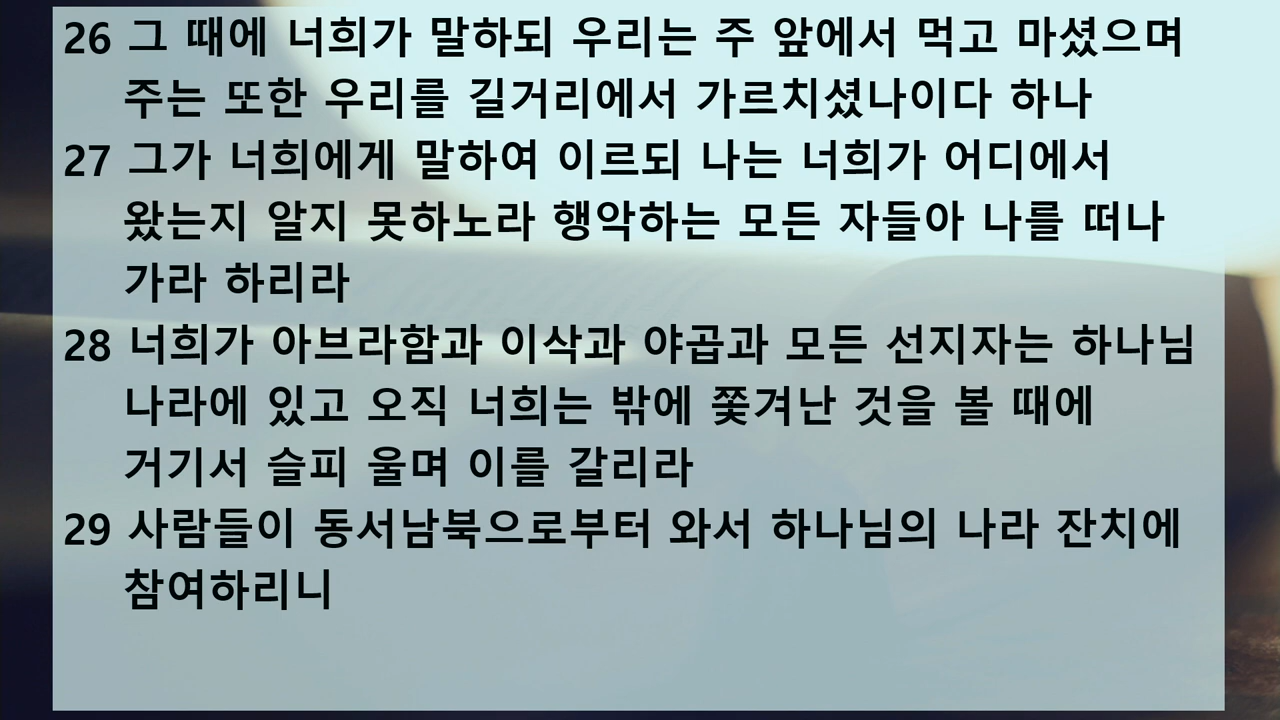 26 그 때에 너희가 말하되 우리는 주 앞에서 먹고 마셨으며
주는 또한 우리를 길거리에서 가르치셨나이다 하나
27 그가 너희에게 말하여 이르되 나는 너희가 어디에서
왔는지 알지 못하노라 행악하는 모든 자들아 나를 떠나
가라 하리라
28 너희가 아브라함과 이삭과 야곱과 모든 선지자는 하나님
나라에 있고 오직 너희는 밖에 쫓겨난 것을 볼 때에
거기서 슬피 울며 이를 갈리라
29 사람들이 동서남북으로부터 와서 하나님의 나라 잔치에
참여하리니